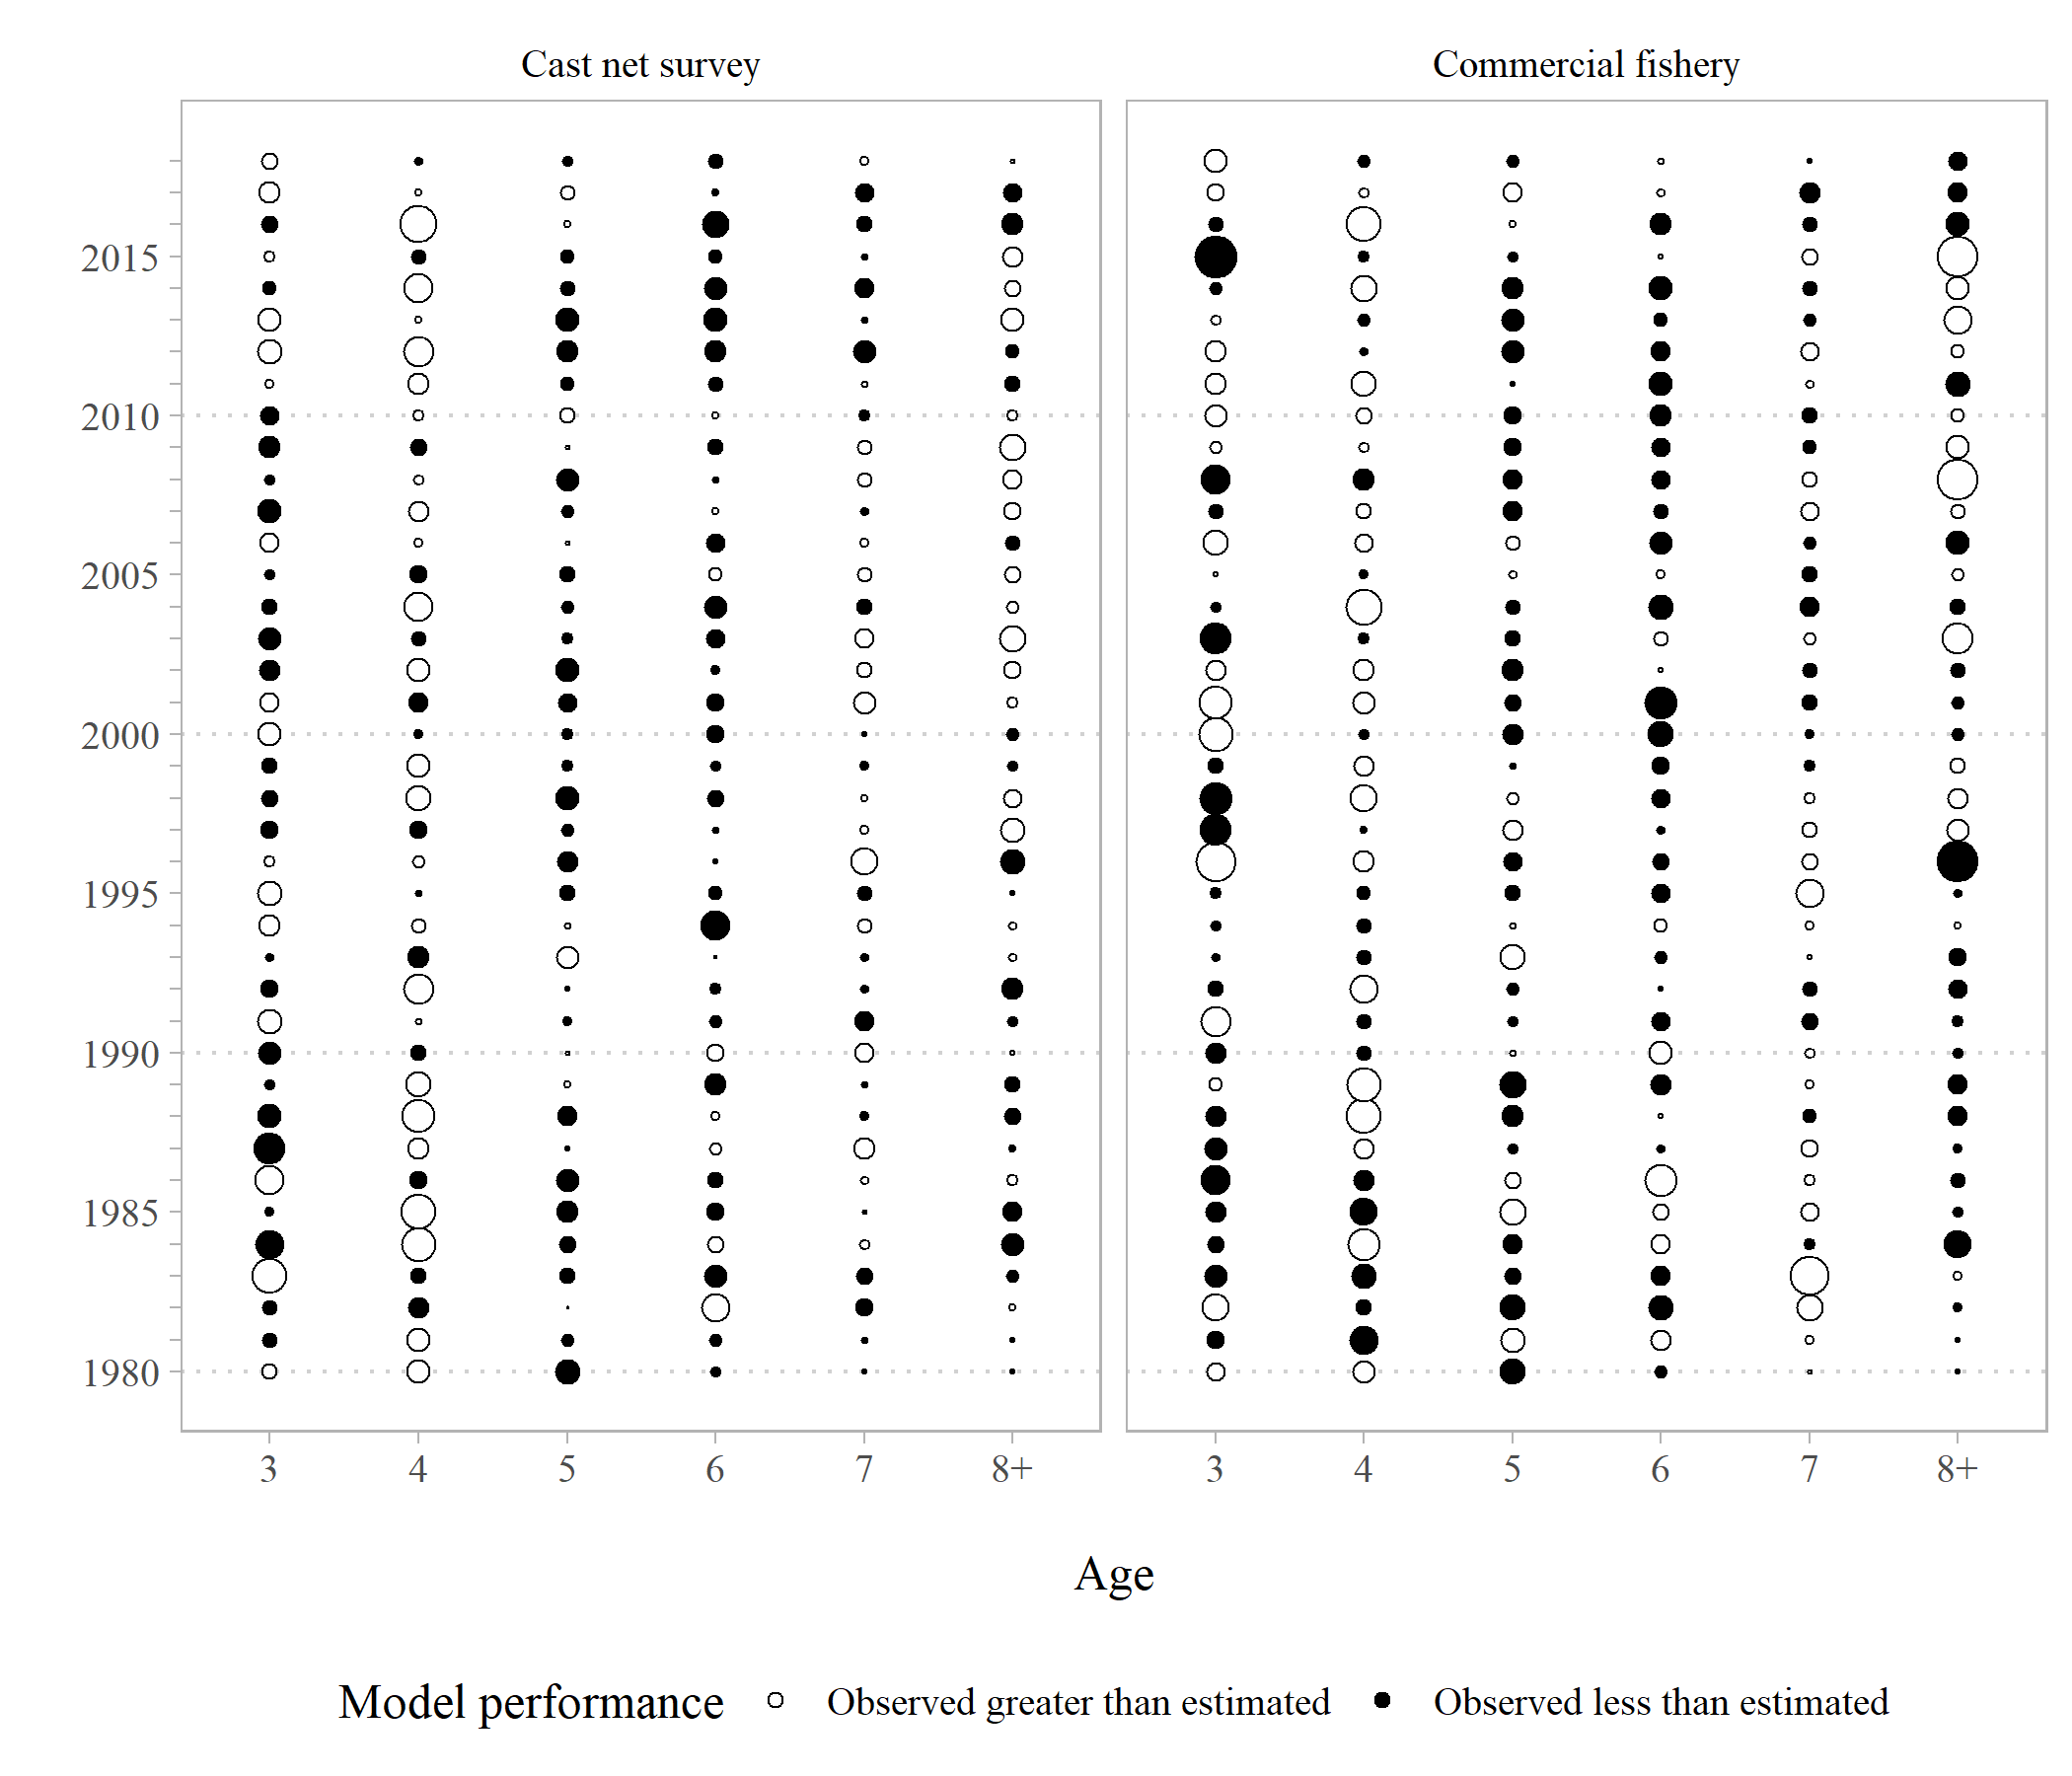 Cast net survey Commercial fishery
2015
2010
2005
2000
1995
1990
1985
1980
3 4 5 6 7 8+ 3 4 5 6 7 8+
Age
Model performance Observed greater than estimated Observed less than estimated